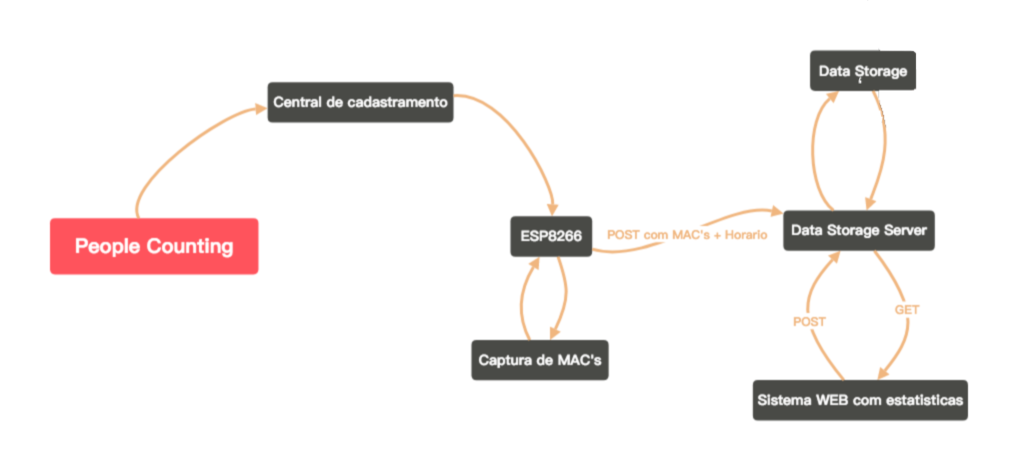 Data Storage
Central de cadastramento
People Counting
ESP8266
POST com MAC's + Horario
Data Storage Server
POST
GET
Captura de MAC's
Sistema WEB com estatisticas